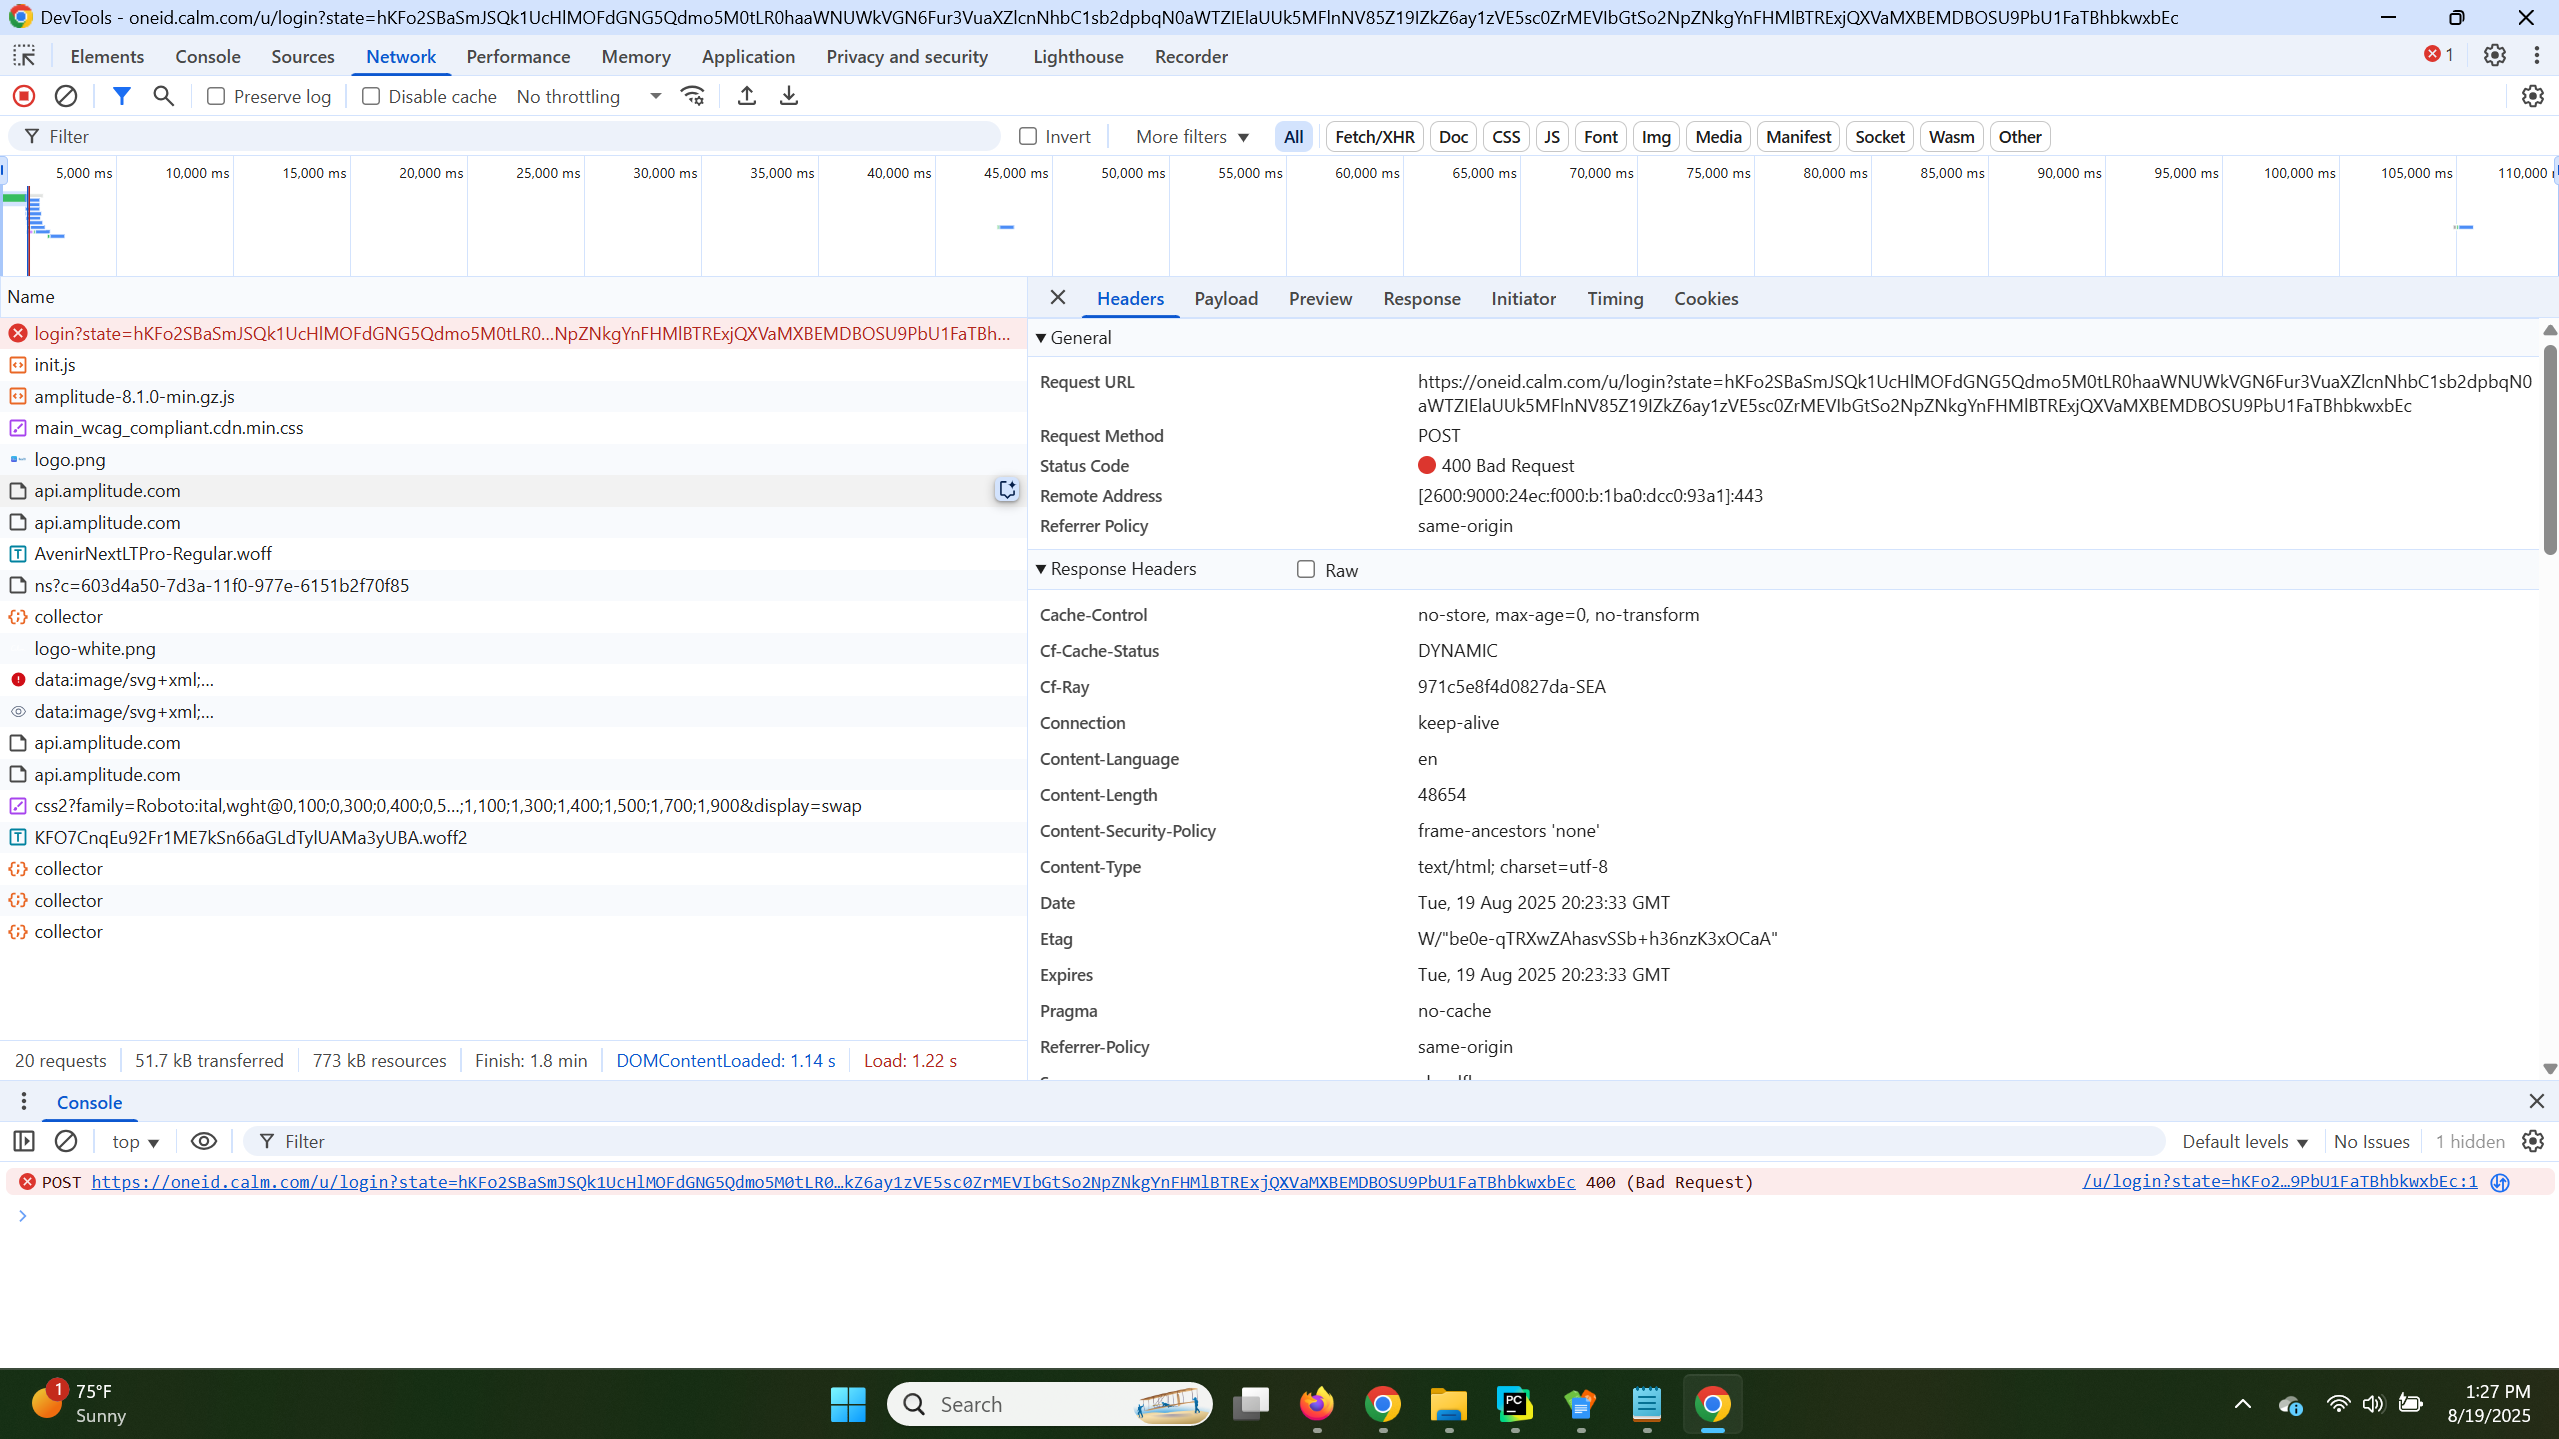 DevTools - oneid.calm.com/u/login?state=hKFo2SBaSmJSQk1UcHlMOFdGNG5Qdmo5M0tLR0haaWNUWkVGN6Fur3VuaXZlcnNhbC1sb2dpbqN0aWTZIElaUUk5MFlnNV85Z19IZkZ6ay1zVE5sc0ZrMEVIbGtSo2NpZNkgYnFHMlBTRExjQXVaMXBEMDBOSU9PbU1FaTBhbkwxbEc
Elements Console Sources Network Performance Memory Application Privacy and security Lighthouse Recorder 1
Preserve log Disable cache No throttling
Filter Invert More filters All Fetch/XHR Doc CSS JS Font Img Media Manifest Socket Wasm Other
5,000 ms 10,000 ms 15,000 ms 20,000 ms 25,000 ms 30,000 ms 35,000 ms 40,000 ms 45,000 ms 50,000 ms 55,000 ms 60,000 ms 65,000 ms 70,000 ms 75,000 ms 80,000 ms 85,000 ms 90,000 ms 95,000 ms 100,000 ms 105,000 ms 110,000
Name
login?state=hKFo2SBaSmJSQk1UcHlMOFdGNG5Qdmo5M0tLR0…NpZNkgYnFHMlBTRExjQXVaMXBEMDBOSU9PbU1FaTBh...
init.js
amplitude-8.1.0-min.gz.js
main_wcag_compliant.cdn.min.css
logo.png
api.amplitude.com
api.amplitude.com
AvenirNextLTPro-Regular.woff
ns?c=603d4a50-7d3a-11f0-977e-6151b2f70f85
collector
logo-white.png
data:image/svg+xml;...
data:image/svg+xml;...
api.amplitude.com
api.amplitude.com
css2?family=Roboto:ital,wght@0,100;0,300;0,400;0,5…;1,100;1,300;1,400;1,500;1,700;1,900&display=swap
KFO7CnqEu92Fr1ME7kSn66aGLdTylUAMa3yUBA.woff2
collector
collector
collector
20 requests 51.7 kB transferred 773 kB resources Finish: 1.8 min DOMContentLoaded: 1.14 s Load: 1.22 s
Headers Payload Preview Response Initiator Timing Cookies
General
Request URL https://oneid.calm.com/u/login?state=hKFo2SBaSmJSQk1UcHlMOFdGNG5Qdmo5M0tLR0haaWNUWkVGN6Fur3VuaXZlcnNhbC1sb2dpbqN0
aWTZIElaUUk5MFlnNV85Z19IZkZ6ay1zVE5sc0ZrMEVIbGtSo2NpZNkgYnFHMlBTRExjQXVaMXBEMDBOSU9PbU1FaTBhbkwxbEc
Request Method POST
Status Code 400 Bad Request
Remote Address [2600:9000:24ec:f000:b:1ba0:dcc0:93a1]:443
Referrer Policy same-origin
Response Headers Raw
Cache-Control no-store, max-age=0, no-transform
Cf-Cache-Status DYNAMIC
Cf-Ray 971c5e8f4d0827da-SEA
Connection keep-alive
Content-Language en
Content-Length 48654
Content-Security-Policy frame-ancestors 'none'
Content-Type text/html; charset=utf-8
Date Tue, 19 Aug 2025 20:23:33 GMT
Etag W/"be0e-qTRXwZAhasvSSb+h36nzK3xOCaA"
Expires Tue, 19 Aug 2025 20:23:33 GMT
Pragma no-cache
Referrer-Policy same-origin
Console
top Filter Default levels No Issues 1 hidden
POST https://oneid.calm.com/u/login?state=hKFo2SBaSmJSQk1UcHlMOFdGNG5Qdmo5M0tLR0…kZ6ay1zVE5sc0ZrMEVIbGtSo2NpZNkgYnFHMlBTRExjQXVaMXBEMDBOSU9PbU1FaTBhbkwxbEc 400 (Bad Request) /u/login?state=hKFo2…9PbU1FaTBhbkwxbEc:1
1 75°F
Sunny
Search
PC
1:27 PM
8/19/2025